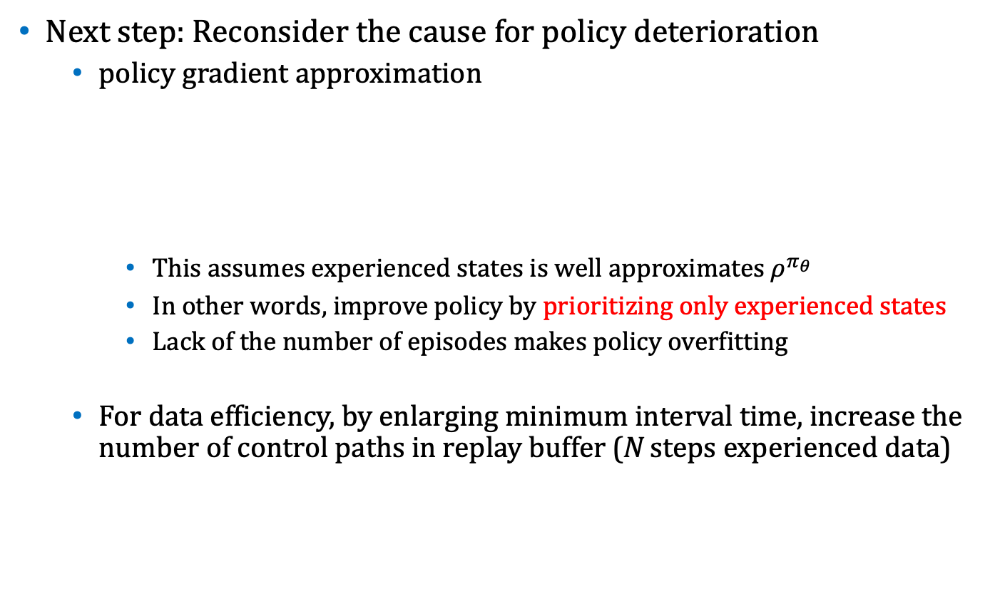 • Next step: Reconsider the cause for policy deterioration
• policy gradient approximation
• This assumes experienced states is well approximates ρ^πθ
• In other words, improve policy by prioritizing only experienced states
• Lack of the number of episodes makes policy overfitting
• For data efficiency, by enlarging minimum interval time, increase the
number of control paths in replay buffer (N steps experienced data)